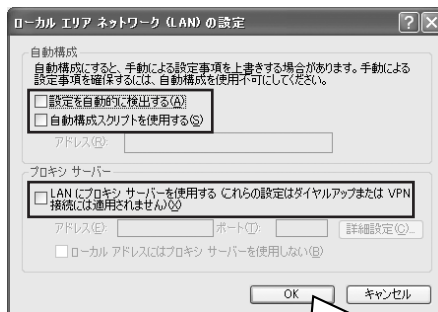 ローカル エリア ネットワーク (LAN) の設定
自動構成
自動構成にすると、手動による設定事項を上書きする場合があります。手動による
設定事項を確保するには、自動構成を使用不可にしてください。
設定を自動的に検出する(A)
自動構成スクリプトを使用する(S)
アドレス(R):
プロキシ サーバー
LAN にプロキシ サーバーを使用する (これらの設定はダイヤルアップまたは VPN
接続には適用されません)(X)
アドレス(E):
ポート(T):
詳細設定(C)...
ローカル アドレスにはプロキシ サーバーを使用しない(B)
OK
キャンセル